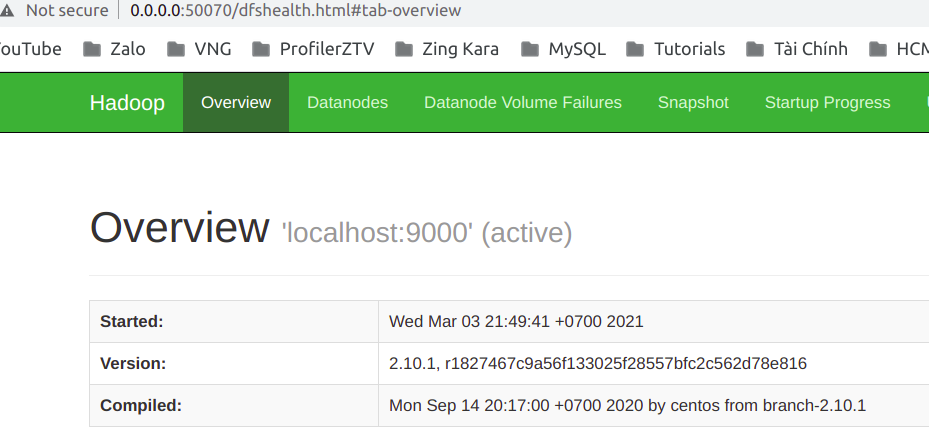 Not secure 0.0.0.0:50070/dfshealth.html#tab-overview
YouTube Zalo VNG ProfilerZTV Zing Kara MySQL Tutorials Tài Chính HCM
Hadoop Overview Datanodes Datanode Volume Failures Snapshot Startup Progress
Overview 'localhost:9000' (active)
Started: Wed Mar 03 21:49:41 +0700 2021
Version: 2.10.1, r1827467c9a56f133025f28557bfc2c562d78e816
Compiled: Mon Sep 14 20:17:00 +0700 2020 by centos from branch-2.10.1